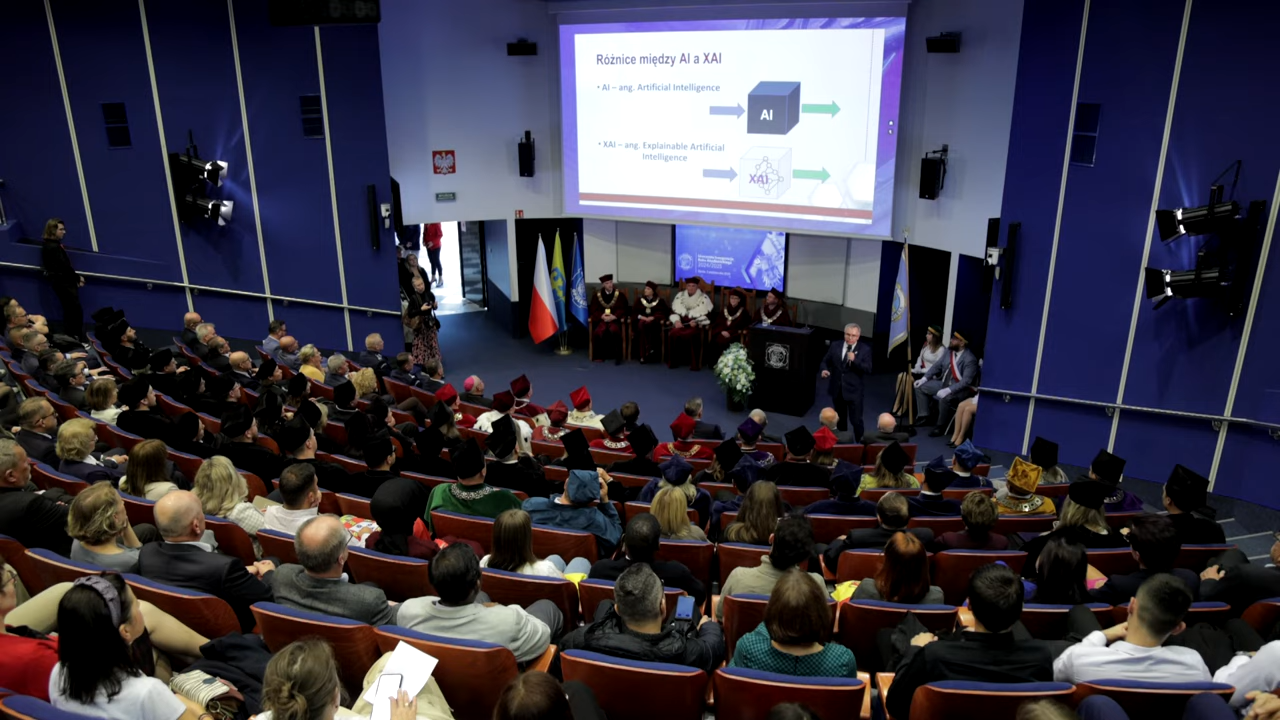 Różnice między AI a XAI
• AI – ang. Artificial Intelligence
AI
• XAI – ang. Explainable Artificial
Intelligence
XAI